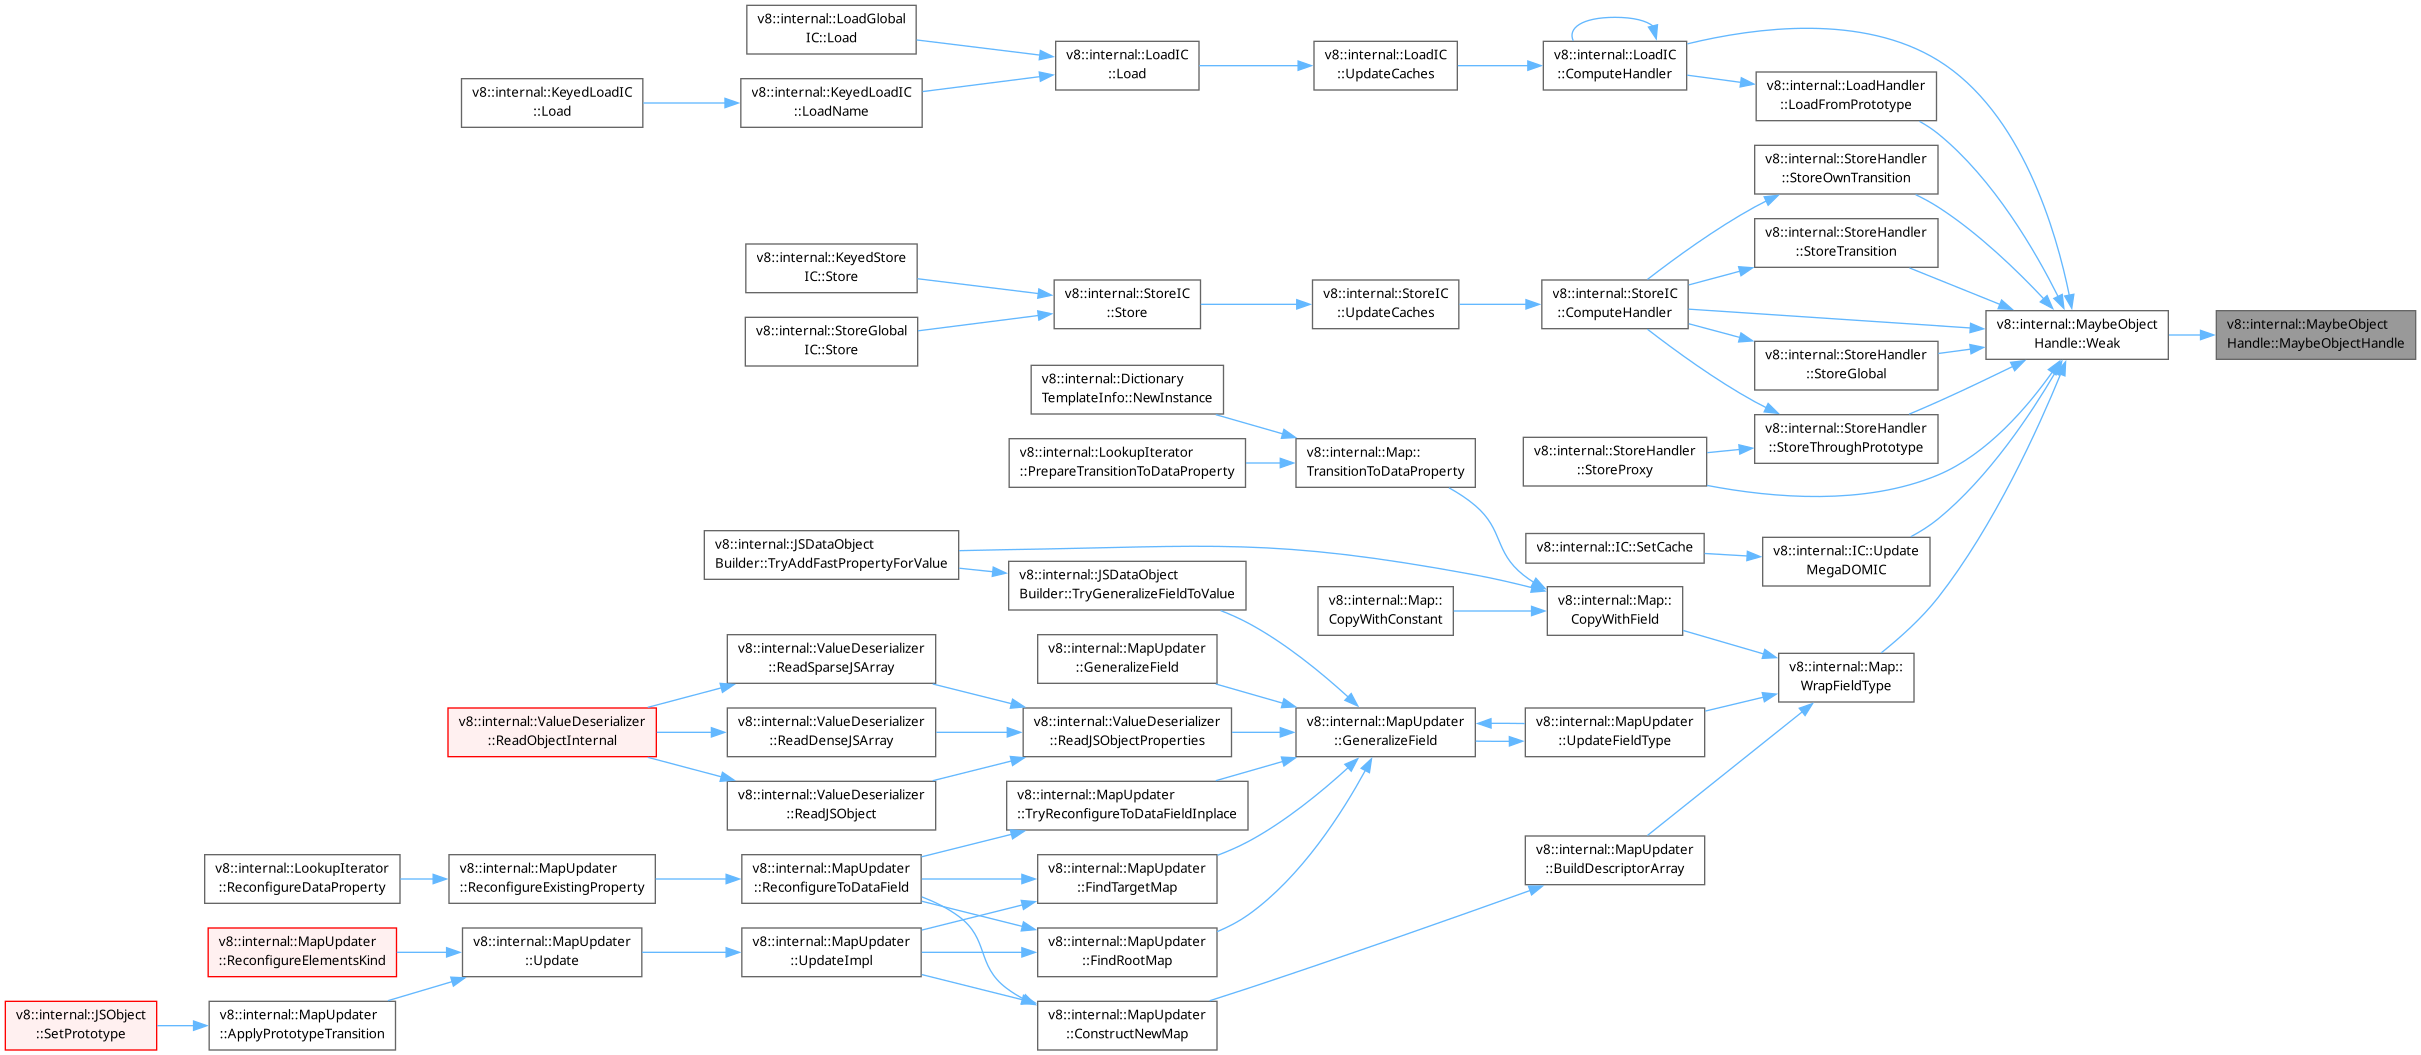 v8::internal::LoadGlobal
IC::Load
v8::internal::KeyedLoadIC
::Load
v8::internal::KeyedLoadIC
::LoadName
v8::internal::LoadIC
::Load
v8::internal::LoadIC
::UpdateCaches
v8::internal::LoadIC
::ComputeHandler
v8::internal::LoadHandler
::LoadFromPrototype
v8::internal::StoreHandler
::StoreOwnTransition
v8::internal::StoreHandler
::StoreTransition
v8::internal::KeyedStore
IC::Store
v8::internal::StoreGlobal
IC::Store
v8::internal::StoreIC
::Store
v8::internal::StoreIC
::UpdateCaches
v8::internal::StoreIC
::ComputeHandler
v8::internal::StoreHandler
::StoreGlobal
v8::internal::MaybeObject
Handle::Weak
v8::internal::MaybeObject
Handle::MaybeObjectHandle
v8::internal::Dictionary
TemplateInfo::NewInstance
v8::internal::LookupIterator
::PrepareTransitionToDataProperty
v8::internal::Map::
TransitionToDataProperty
v8::internal::StoreHandler
::StoreProxy
v8::internal::StoreHandler
::StoreThroughPrototype
v8::internal::JSDataObject
Builder::TryAddFastPropertyForValue
v8::internal::JSDataObject
Builder::TryGeneralizeFieldToValue
v8::internal::IC::SetCache
v8::internal::IC::Update
MegaDOMIC
v8::internal::Map::
CopyWithConstant
v8::internal::Map::
CopyWithField
v8::internal::Map::
WrapFieldType
v8::internal::ValueDeserializer
::ReadSparseJSArray
v8::internal::MapUpdater
::GeneralizeField
v8::internal::ValueDeserializer
::ReadObjectInternal
v8::internal::ValueDeserializer
::ReadDenseJSArray
v8::internal::ValueDeserializer
::ReadJSObjectProperties
v8::internal::MapUpdater
::GeneralizeField
v8::internal::MapUpdater
::UpdateFieldType
v8::internal::ValueDeserializer
::ReadJSObject
v8::internal::MapUpdater
::TryReconfigureToDataFieldInplace
v8::internal::LookupIterator
::ReconfigureDataProperty
v8::internal::MapUpdater
::ReconfigureExistingProperty
v8::internal::MapUpdater
::ReconfigureToDataField
v8::internal::MapUpdater
::FindTargetMap
v8::internal::MapUpdater
::BuildDescriptorArray
v8::internal::MapUpdater
::ReconfigureElementsKind
v8::internal::MapUpdater
::Update
v8::internal::MapUpdater
::UpdateImpl
v8::internal::MapUpdater
::FindRootMap
v8::internal::JSObject
::SetPrototype
v8::internal::MapUpdater
::ApplyPrototypeTransition
v8::internal::MapUpdater
::ConstructNewMap